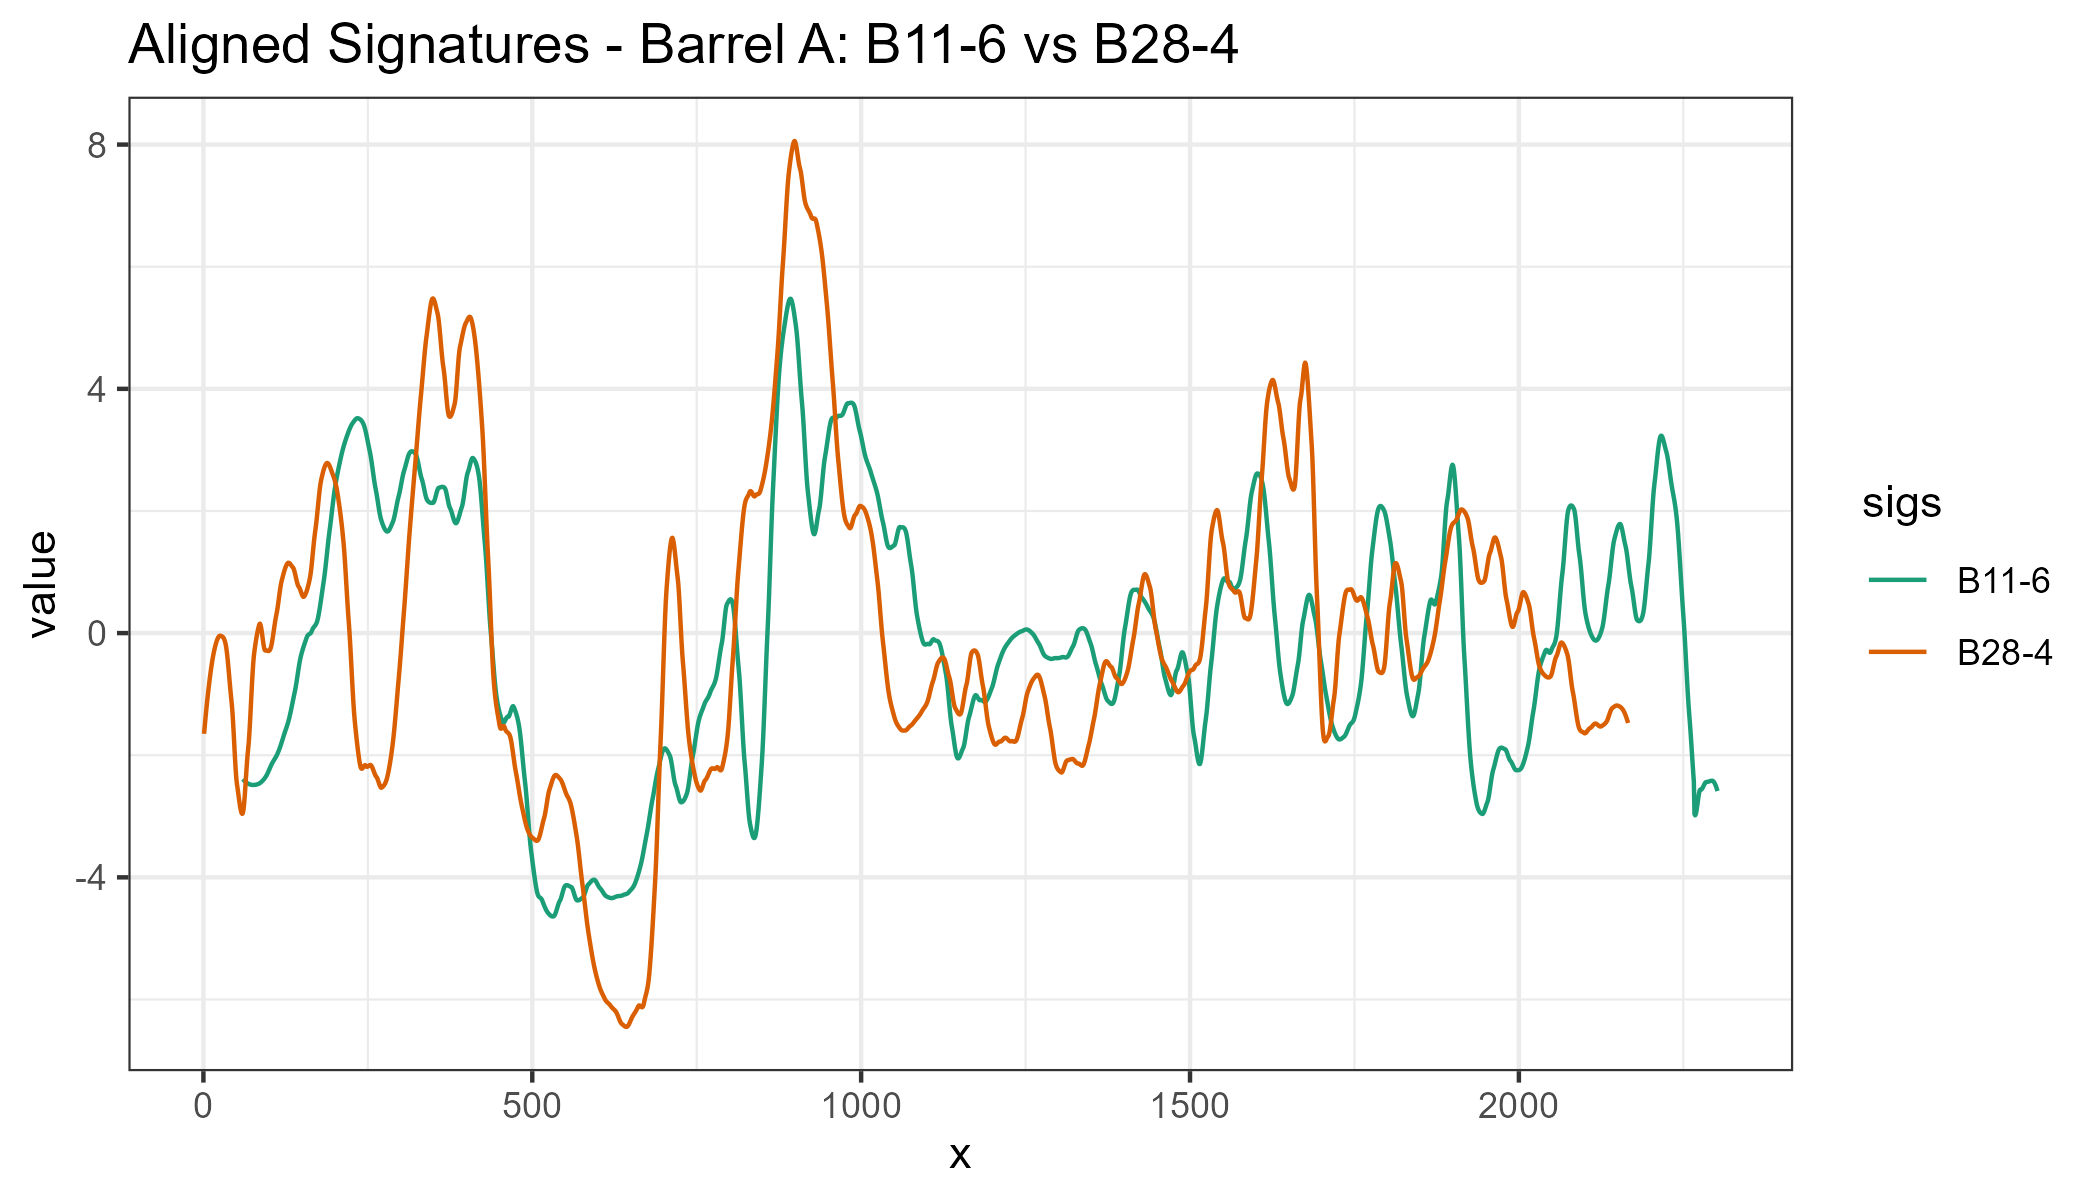 Aligned Signatures - Barrel A: B11-6 vs B28-4
8
4
0
-4
value
0 500 1000 1500 2000
x
sigs
B11-6
B28-4